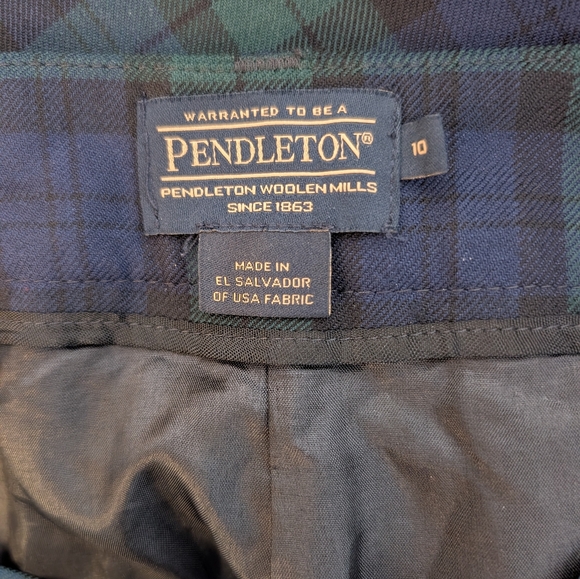 WARRANTED TO BE A
PENDLETON®
PENDLETON WOOLEN MILLS
SINCE 1863
10
MADE IN
EL SALVADOR
OF USA FABRIC